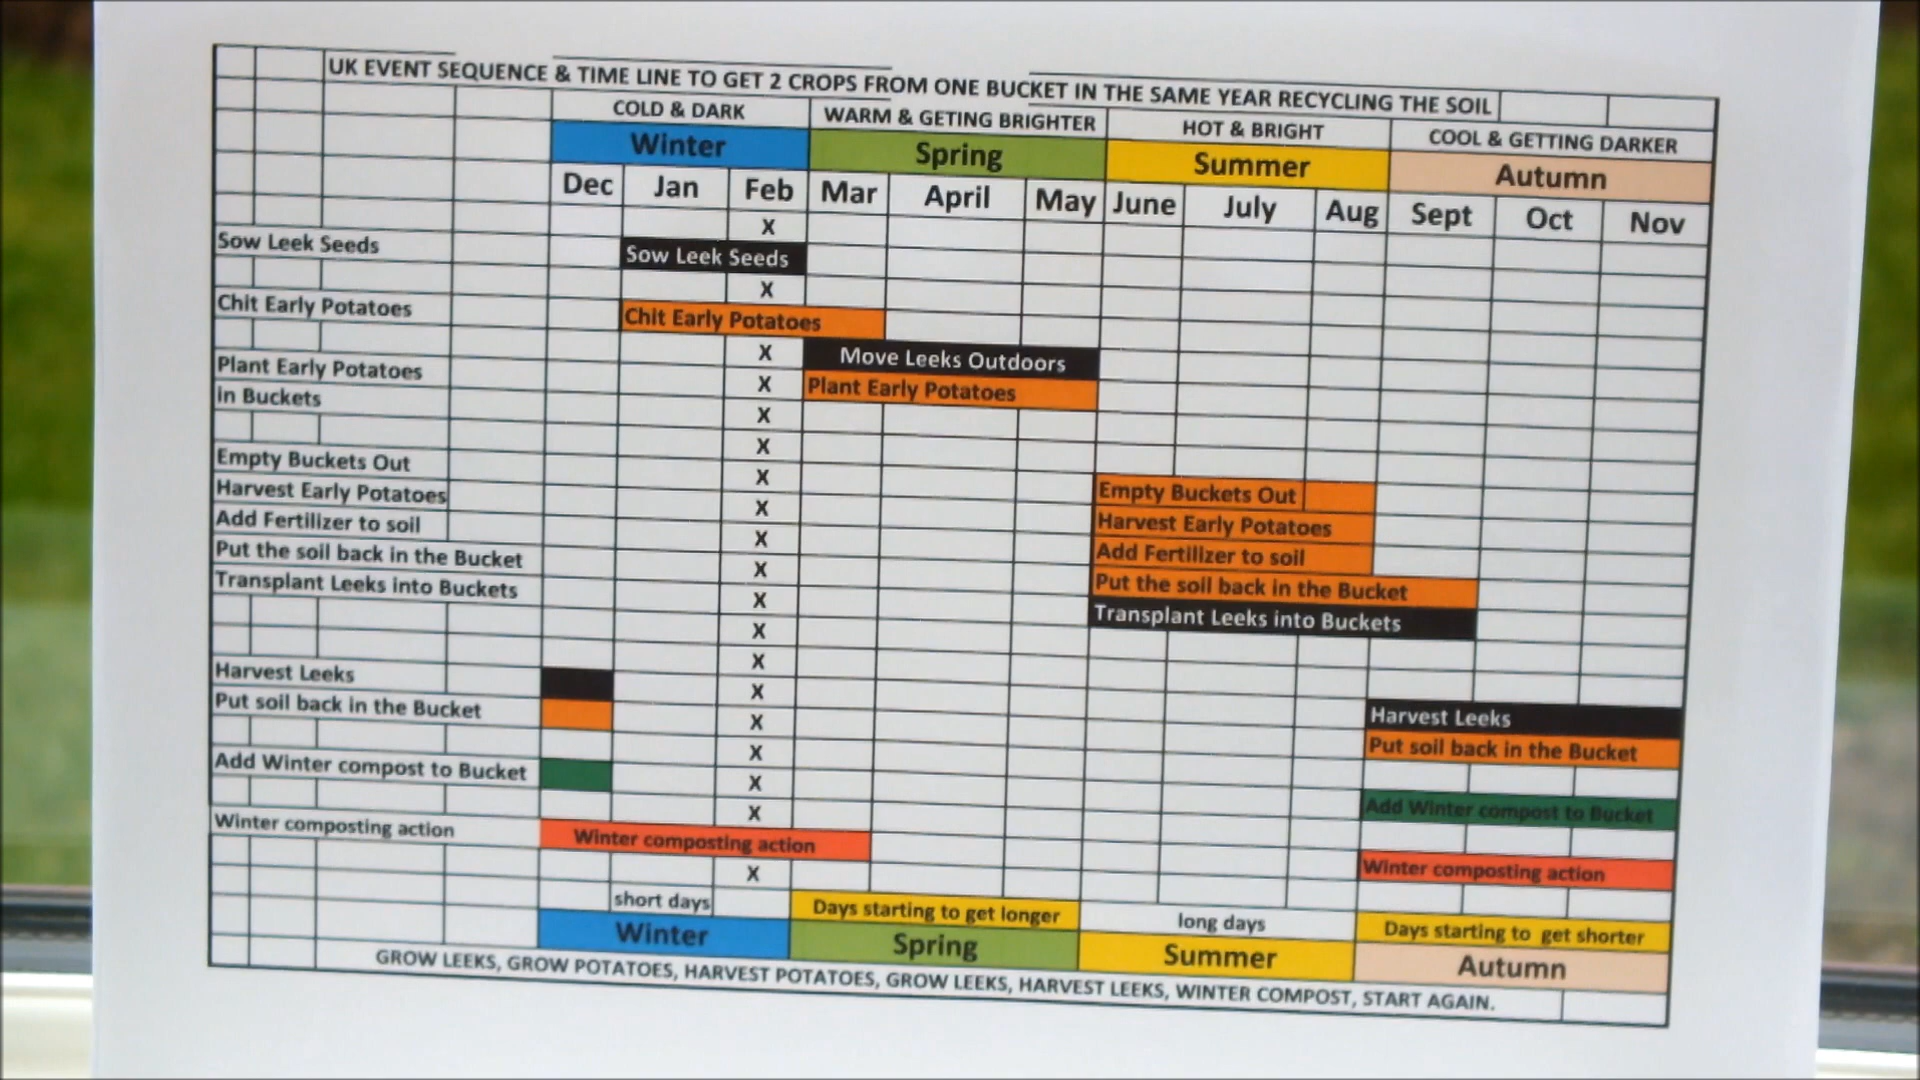 UK EVENT SEQUENCE & TIME LINE TO GET 2 CROPS FROM ONE BUCKET IN THE SAME YEAR RECYCLING THE SOIL
COLD & DARK WARM & GETING BRIGHTER HOT & BRIGHT COOL & GETTING DARKER
Winter Spring Summer Autumn
Dec Jan Feb Mar April May June July Aug Sept Oct Nov
X
Sow Leek Seeds Sow Leek Seeds
X
Chit Early Potatoes Chit Early Potatoes
X Move Leeks Outdoors
Plant Early Potatoes X Plant Early Potatoes
in Buckets X
X
Empty Buckets Out X Empty Buckets Out
Harvest Early Potatoes X Harvest Early Potatoes
Add Fertilizer to soil X Add Fertilizer to soil
Put the soil back in the Bucket X Put the soil back in the Bucket
Transplant Leeks into Buckets X Transplant Leeks into Buckets
X
X
Harvest Leeks X Harvest Leeks
Put soil back in the Bucket X Put soil back in the Bucket
X
Add Winter compost to Bucket X Add Winter compost to Bucket
X
Winter composting action Winter composting action Winter composting action
X
short days Days starting to get longer long days Days starting to get shorter
Winter Spring Summer Autumn
GROW LEEKS, GROW POTATOES, HARVEST POTATOES, GROW LEEKS, HARVEST LEEKS, WINTER COMPOST, START AGAIN.